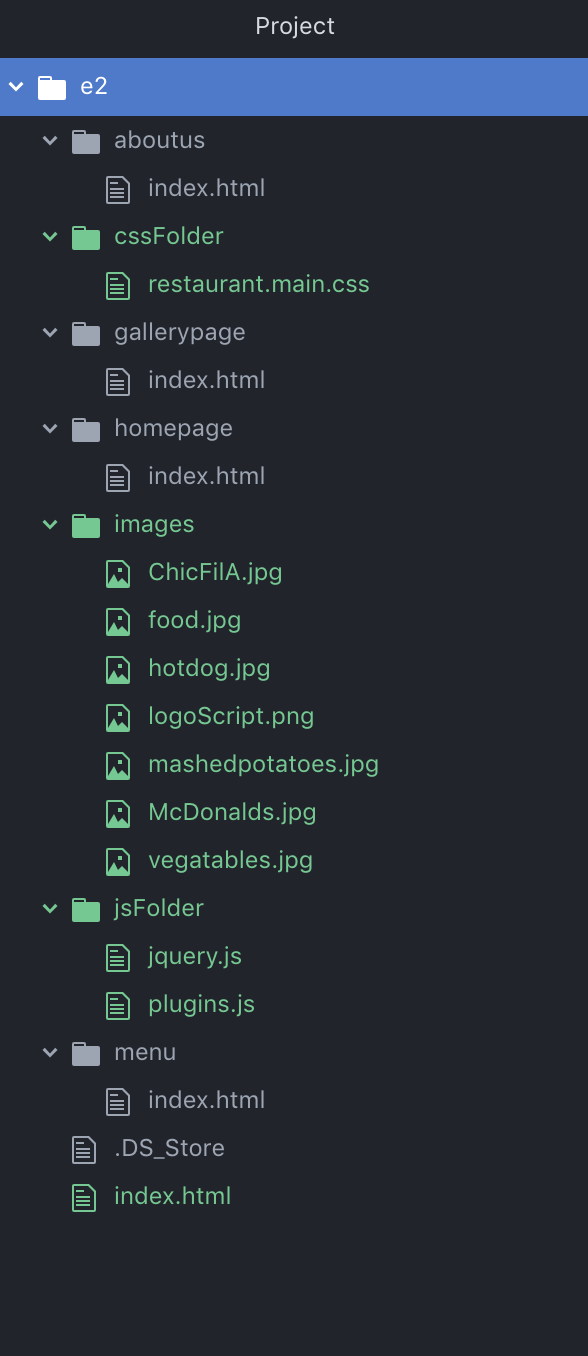 Project
e2
aboutus
index.html
cssFolder
restaurant.main.css
gallerypage
index.html
homepage
index.html
images
ChicFilA.jpg
food.jpg
hotdog.jpg
logoScript.png
mashedpotatoes.jpg
McDonalds.jpg
vegatables.jpg
jsFolder
jquery.js
plugins.js
menu
index.html
.DS_Store
index.html